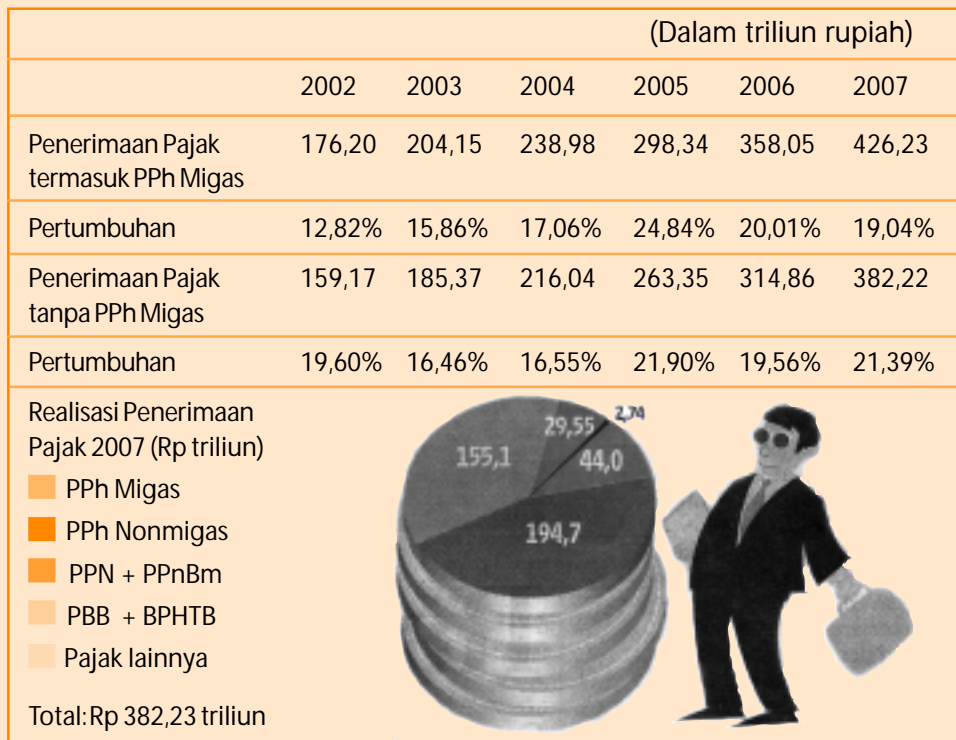 (Dalam triliun rupiah)
2002 2003 2004 2005 2006 2007
Penerimaan Pajak 176,20 204,15 238,98 298,34 358,05 426,23
termasuk PPh Migas
Pertumbuhan 12,82% 15,86% 17,06% 24,84% 20,01% 19,04%
Penerimaan Pajak 159,17 185,37 216,04 263,35 314,86 382,22
tanpa PPh Migas
Pertumbuhan 19,60% 16,46% 16,55% 21,90% 19,56% 21,39%
Realisasi Penerimaan
Pajak 2007 (Rp triliun)
PPh Migas
PPh Nonmigas
PPN + PPnBm
PBB + BPHTB
Pajak lainnya
Total: Rp 382,23 triliun
2,74
29,55
155,1
44,0
194,7